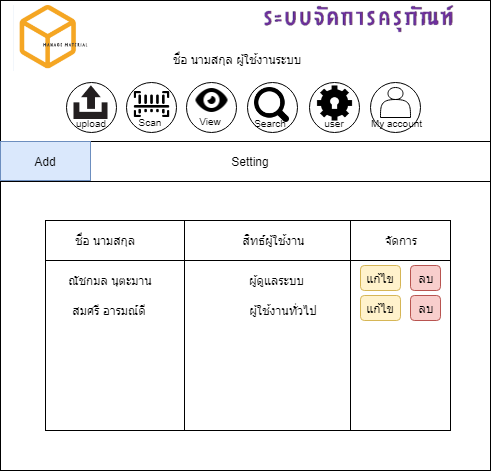 ระบบจัดการครุภัณฑ์
MANAGE MATERIAL
ชื่อ นามสกุล ผู้ใช้งานระบบ
upload Scan View Search user My account
Add Setting
ชื่อ นามสกุล สิทธ์ผู้ใช้งาน จัดการ
ณัชกมล นุตะมาน ผู้ดูแลระบบ แก้ไข ลบ
สมศรี อารมณ์ดี ผู้ใช้งานทั่วไป แก้ไข ลบ